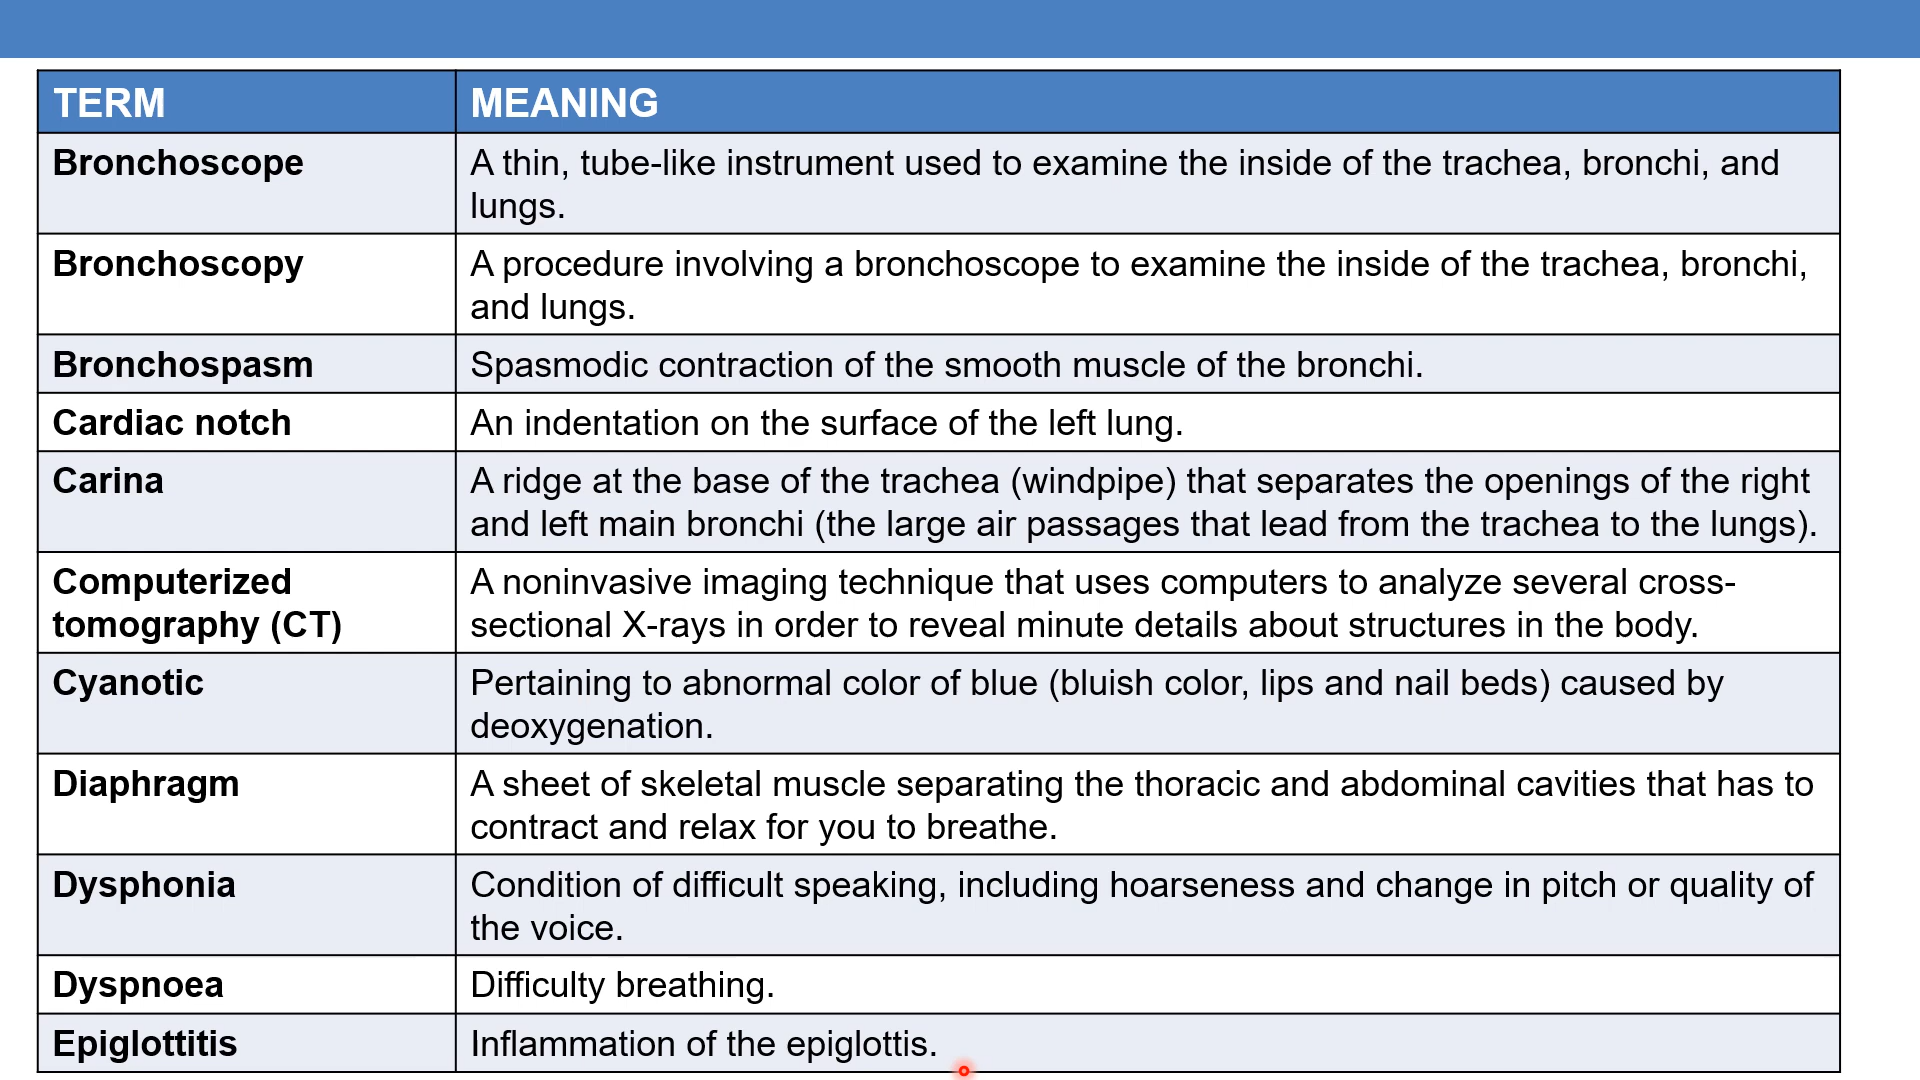 TERM
MEANING
Bronchoscope
A thin, tube-like instrument used to examine the inside of the trachea, bronchi, and
lungs.
Bronchoscopy
A procedure involving a bronchoscope to examine the inside of the trachea, bronchi,
and lungs.
Bronchospasm
Spasmodic contraction of the smooth muscle of the bronchi.
Cardiac notch
An indentation on the surface of the left lung.
Carina
A ridge at the base of the trachea (windpipe) that separates the openings of the right
and left main bronchi (the large air passages that lead from the trachea to the lungs).
Computerized
tomography (CT)
A noninvasive imaging technique that uses computers to analyze several cross-
sectional X-rays in order to reveal minute details about structures in the body.
Cyanotic
Pertaining to abnormal color of blue (bluish color, lips and nail beds) caused by
deoxygenation.
Diaphragm
A sheet of skeletal muscle separating the thoracic and abdominal cavities that has to
contract and relax for you to breathe.
Dysphonia
Condition of difficult speaking, including hoarseness and change in pitch or quality of
the voice.
Dyspnoea
Difficulty breathing.
Epiglottitis
Inflammation of the epiglottis.